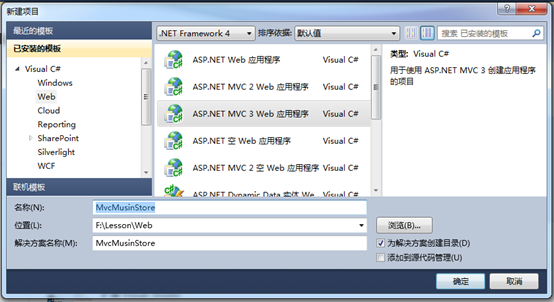 新建项目
最近的模板
.NET Framework 4 排序依据: 默认值 搜索 已安装的模板
已安装的模板
Visual C#
Windows
Web
Cloud
Reporting
SharePoint
Silverlight
WCF
ASP.NET Web 应用程序 Visual C#
ASP.NET MVC 2 Web 应用程序 Visual C#
ASP.NET MVC 3 Web 应用程序 Visual C#
ASP.NET 空 Web 应用程序 Visual C#
ASP.NET MVC 2 空 Web 应用程序 Visual C#
ASP.NET Dynamic Data 实体 We... Visual C#
类型: Visual C#
用于使用 ASP.NET MVC 3 创建应用程序
的项目
联机模板
名称(N): MvcMusinStore
位置(L): F:\Lesson\Web 浏览(B)...
解决方案名称(M): MvcMusinStore 为解决方案创建目录(D)
添加到源代码管理(U)
确定 取消